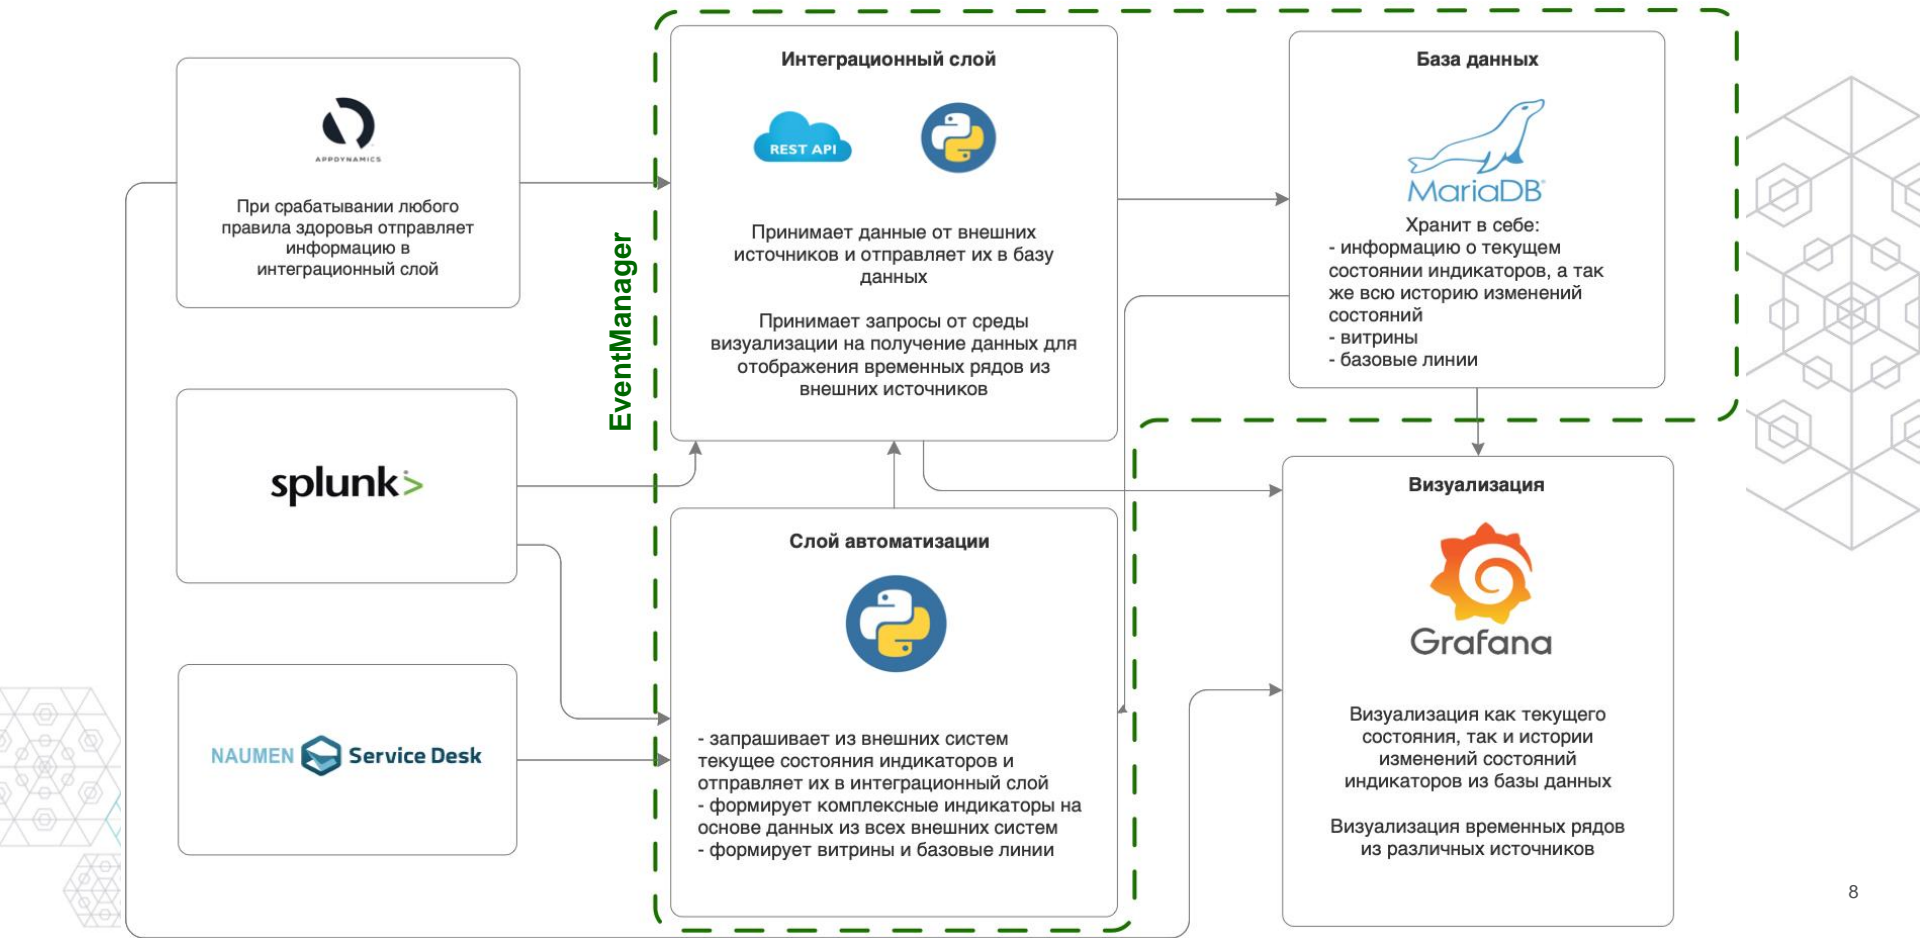 APPDYNAMICS
При срабатывании любого
правила здоровья отправляет
информацию в
интеграционный слой
splunk>
NAUMEN Service Desk
EventManager
Интеграционный слой
REST API
Принимает данные от внешних
источников и отправляет их в базу
данных
Принимает запросы от среды
визуализации на получение данных для
отображения временных рядов из
внешних источников
Слой автоматизации
- запрашивает из внешних систем
текущее состояния индикаторов и
отправляет их в интеграционный слой
- формирует комплексные индикаторы на
основе данных из всех внешних систем
- формирует витрины и базовые линии
База данных
MariaDB
Хранит в себе:
- информацию о текущем
состоянии индикаторов, а так
же всю историю изменений
состояний
- витрины
- базовые линии
Визуализация
Grafana
Визуализация как текущего
состояния, так и истории
изменений состояний
индикаторов из базы данных
Визуализация временных рядов
из различных источников
8